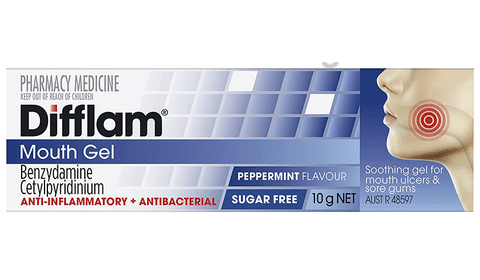 PHARMACY MEDICINE
KEEP OUT OF REACH OF CHILDREN
Difflam®
Mouth Gel
Benzydamine
Cetylpyridinium
ANTI-INFLAMMATORY + ANTIBACTERIAL
PEPPERMINT FLAVOUR
SUGAR FREE
10 g NET
Soothing gel for
mouth ulcers &
sore gums
AUST R 48597